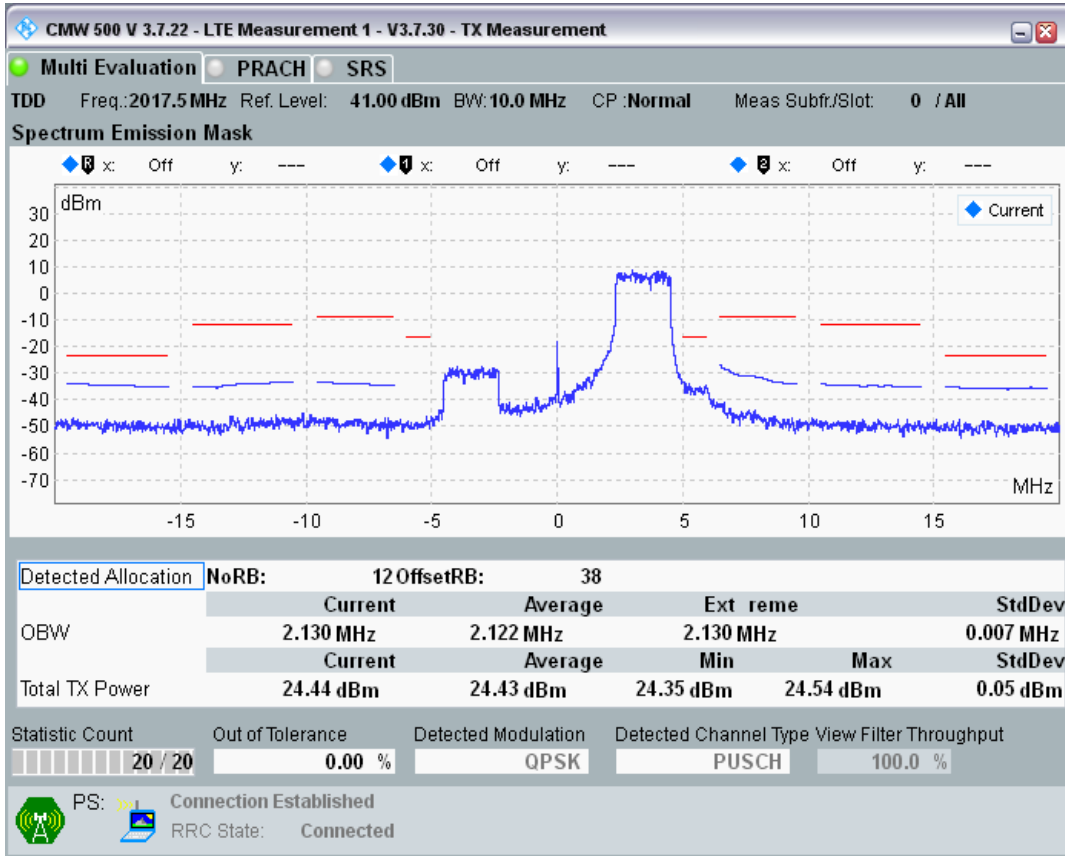 CMW 500 V 3.7.22 - LTE Measurement 1 - V3.7.30 - TX Measurement
Multi Evaluation PRACH SRS
TDD Freq.:2017.5 MHz Ref. Level: 41.00 dBm BW:10.0 MHz CP :Normal Meas Subfr./Slot: 0 / All
Spectrum Emission Mask
R x: Off y: --- 1 x: Off y: --- 2 x: Off y: ---
dBm
Current
30
20
10
0
-10
-20
-30
-40
-50
-60
-70
MHz
-15 -10 -5 0 5 10 15
Detected Allocation NoRB: 12 OffsetRB: 38
Current Average Ext reme StdDev
OBW 2.130 MHz 2.122 MHz 2.130 MHz 0.007 MHz
Current Average Min Max StdDev
Total TX Power 24.44 dBm 24.43 dBm 24.35 dBm 24.54 dBm 0.05 dBm
Statistic Count Out of Tolerance Detected Modulation Detected Channel Type View Filter Throughput
20 / 20 0.00 % QPSK PUSCH 100.0 %
PS: Connection Established
RRC State: Connected